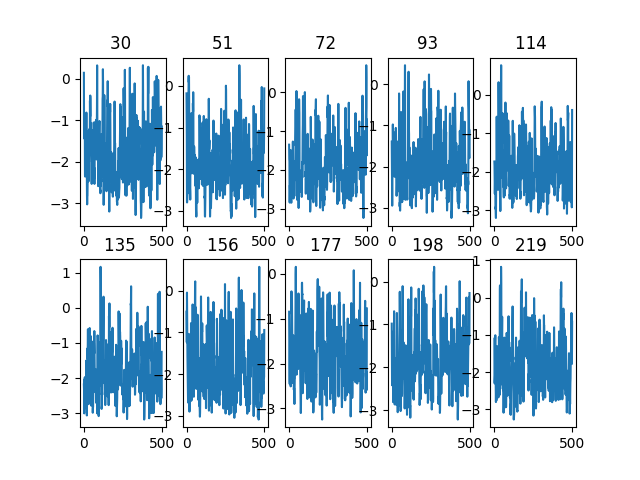 30 51 72 93 114
0 0 0 0 0
−1 −1 −1 −1 −1
−2 −2 −2 −2 −2
−3 −3 −3 −3 −3
0 500 0 500 0 500 0 500 0 500
135 156 177 198 219
1 0 0 0 1
0 −1 −1 −1 0
−1 −2 −2 −2 −1
−2 −3 −3 −3 −2
−3 −3
0 500 0 500 0 500 0 500 0 500